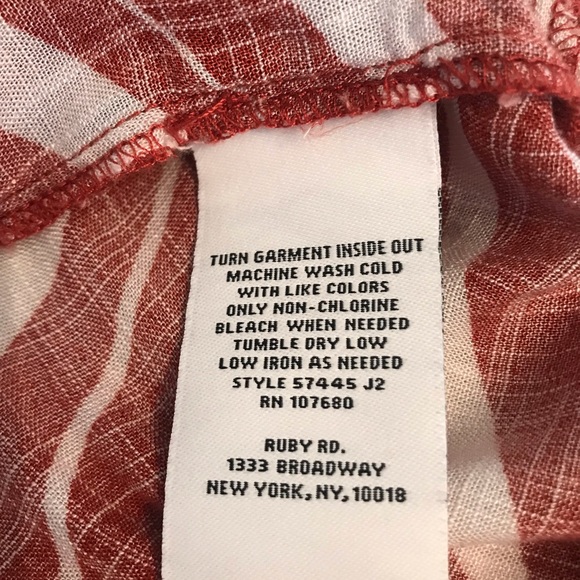 TURN GARMENT INSIDE OUT
MACHINE WASH COLD
WITH LIKE COLORS
ONLY NON-CHLORINE
BLEACH WHEN NEEDED
TUMBLE DRY LOW
LOW IRON AS NEEDED
STYLE 57445 J2
RN 107680
RUBY RD.
1333 BROADWAY
NEW YORK, NY, 10018